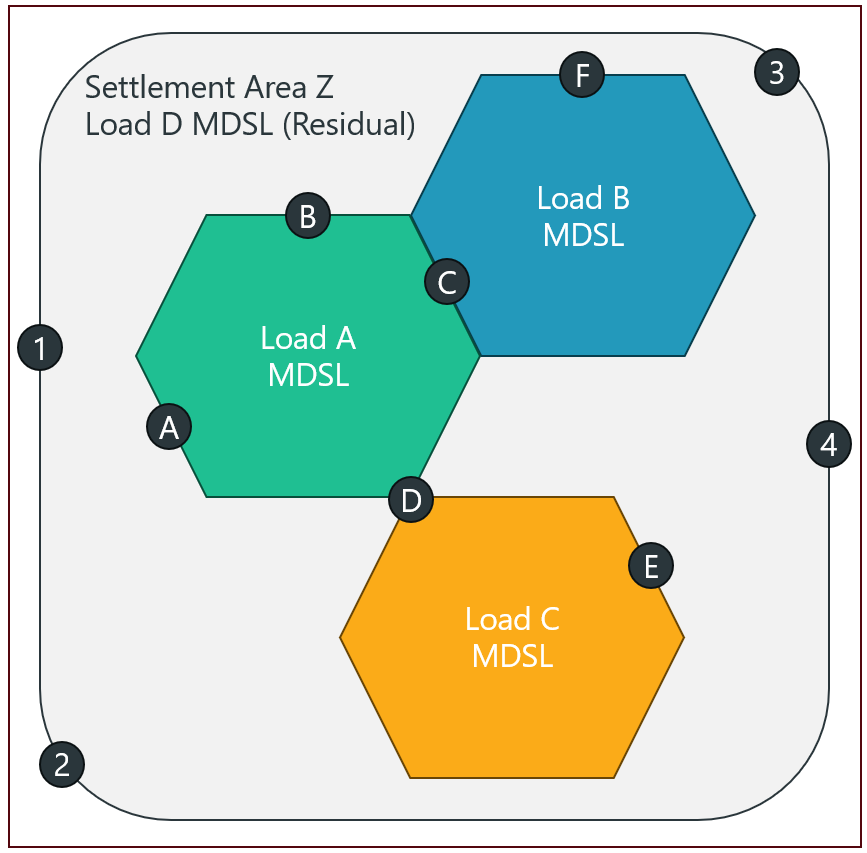 Settlement Area Z
Load D MDSL (Residual)
F
3
Load B
MDSL
B
C
Load A
MDSL
1
A
4
D
E
Load C
MDSL
2